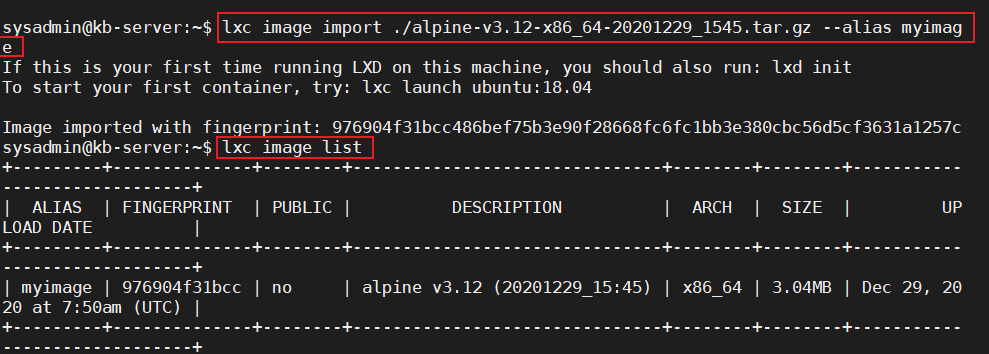 sysadmin@kb-server:~$ lxc image import ./alpine-v3.12-x86_64-20201229_1545.tar.gz --alias myimag
e
If this is your first time running LXD on this machine, you should also run: lxd init
To start your first container, try: lxc launch ubuntu:18.04

Image imported with fingerprint: 976904f31bcc486bef75b3e90f28668fc6fc1bb3e380cbc56d5cf3631a1257c
sysadmin@kb-server:~$ lxc image list
+---------+--------------+--------+------------------------------+--------+--------+-----------
-------------------+
|  ALIAS  | FINGERPRINT  | PUBLIC |         DESCRIPTION          |  ARCH  |  SIZE  |         UP
LOAD DATE          |
+---------+--------------+--------+------------------------------+--------+--------+-----------
-------------------+
| myimage | 976904f31bcc | no     | alpine v3.12 (20201229_15:45) | x86_64 | 3.04MB | Dec 29, 20
20 at 7:50am (UTC) |
+---------+--------------+--------+------------------------------+--------+--------+-----------
-------------------+